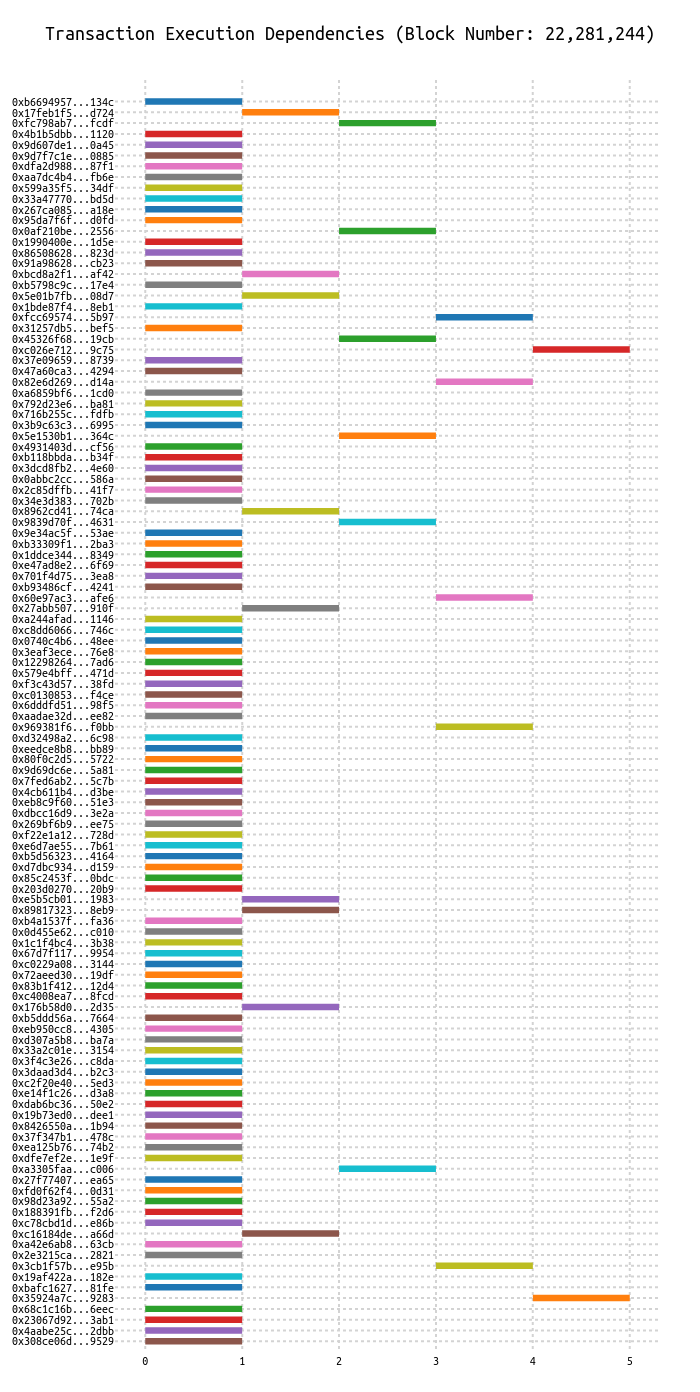 Transaction Execution Dependencies (Block Number: 22,281,244)
0xb6694957...134c
0x17feb1f5...d724
0xfc798ab7...fcdf
0x4b1b5dbb...1120
0x9d607de1...0a45
0x9d7f7c1e...0885
0xdfa2d988...87f1
0xaa7dc4b4...fb6e
0x599a35f5...34df
0x33a47770...bd5d
0x267ca085...a18e
0x95da7f6f...d0fd
0x0af210be...2556
0x1990400e...1d5e
0x86508628...823d
0x91a98628...cb23
0xbcd8a2f1...af42
0xb5798c9c...17e4
0x5e01b7fb...08d7
0x1bde87f4...8eb1
0xfcc69574...5b97
0x31257db5...bef5
0x45326f68...19cb
0xc026e712...9c75
0x37e09659...8739
0x47a60ca3...4294
0x82e6d269...d14a
0xa6859bf6...1cd0
0x792d23e6...ba81
0x716b255c...fdfb
0x3b9c63c3...6995
0x5e1530b1...364c
0x4931403d...cf56
0xb118bbda...b34f
0x3dcd8fb2...4e60
0x0abbc2cc...586a
0x2c85dffb...41f7
0x34e3d383...702b
0x8962cd41...74ca
0x9839d70f...4631
0x9e34ac5f...53ae
0xb33309f1...2ba3
0x1ddce344...8349
0xe47ad8e2...6f69
0x701f4d75...3ea8
0xb93486cf...4241
0x60e97ac3...afe6
0x27abb507...910f
0xa244afad...1146
0xc8dd6066...746c
0x0740c4b6...48ee
0x3eaf3ece...76e8
0x12298264...7ad6
0x579e4bff...471d
0xf3c43d57...38fd
0xc0130853...f4ce
0x6dddfd51...98f5
0xaadae32d...ee82
0x969381f6...f0bb
0xd32498a2...6c98
0xeedce8b8...bb89
0x80f0c2d5...5722
0x9d69dc6e...5a81
0x7fed6ab2...5c7b
0x4cb611b4...d3be
0xeb8c9f60...51e3
0xdbcc16d9...3e2a
0x269bf6b9...ee75
0xf22e1a12...728d
0xe6d7ae55...7b61
0xb5d56323...4164
0xd7dbc934...d159
0x85c2453f...0bdc
0x203d0270...20b9
0xe5b5cb01...1983
0x89817323...8eb9
0xb4a1537f...fa36
0x0d455e62...c010
0x1c1f4bc4...3b38
0x67d7f117...9954
0xc0229a08...3144
0x72aeed30...19df
0x83b1f412...12d4
0xc4008ea7...8fcd
0x176b58d0...2d35
0xb5ddd56a...7664
0xeb950cc8...4305
0xd307a5b8...ba7a
0x33a2c01e...3154
0x3f4c3e26...c8da
0x3daad3d4...b2c3
0xc2f20e40...5ed3
0xe14f1c26...d3a8
0xdab6bc36...50e2
0x19b73ed0...dee1
0x8426550a...1b94
0x37f347b1...478c
0xea125b76...74b2
0xdfe7ef2e...1e9f
0xa3305faa...c006
0x27f77407...ea65
0xfd0f62f4...0d31
0x98d23a92...55a2
0x188391fb...f2d6
0xc78cbd1d...e86b
0xc16184de...a66d
0xa42e6ab8...63cb
0x2e3215ca...2821
0x3cb1f57b...e95b
0x19af422a...182e
0xbafc1627...81fe
0x35924a7c...9283
0x68c1c16b...6eec
0x23067d92...3ab1
0x4aabe25c...2dbb
0x308ce06d...9529
0 1 2 3 4 5